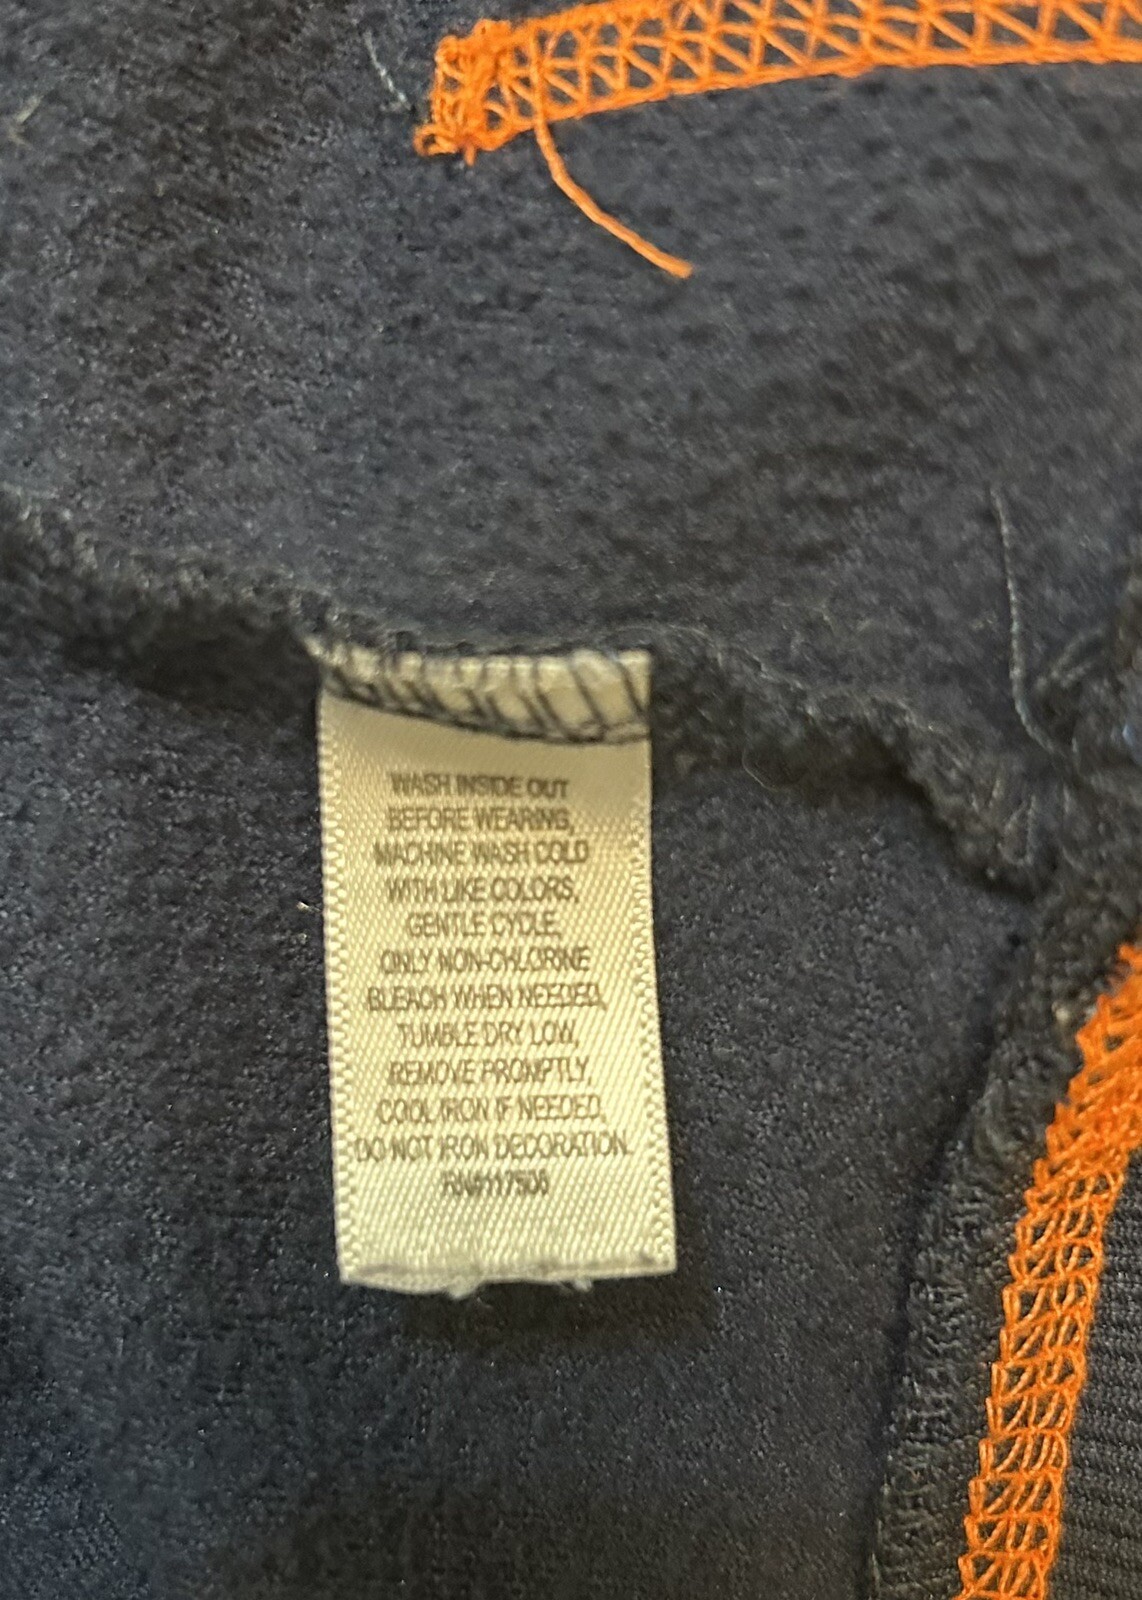 WASH INSIDE OUT
BEFORE WEARING,
MACHINE WASH COLD
WITH LIKE COLORS,
GENTLE CYCLE,
ONLY NON-CHLORINE
BLEACH WHEN NEEDED,
TUMBLE DRY LOW,
REMOVE PROMPTLY,
COOL IRON IF NEEDED,
DO NOT IRON DECORATION.